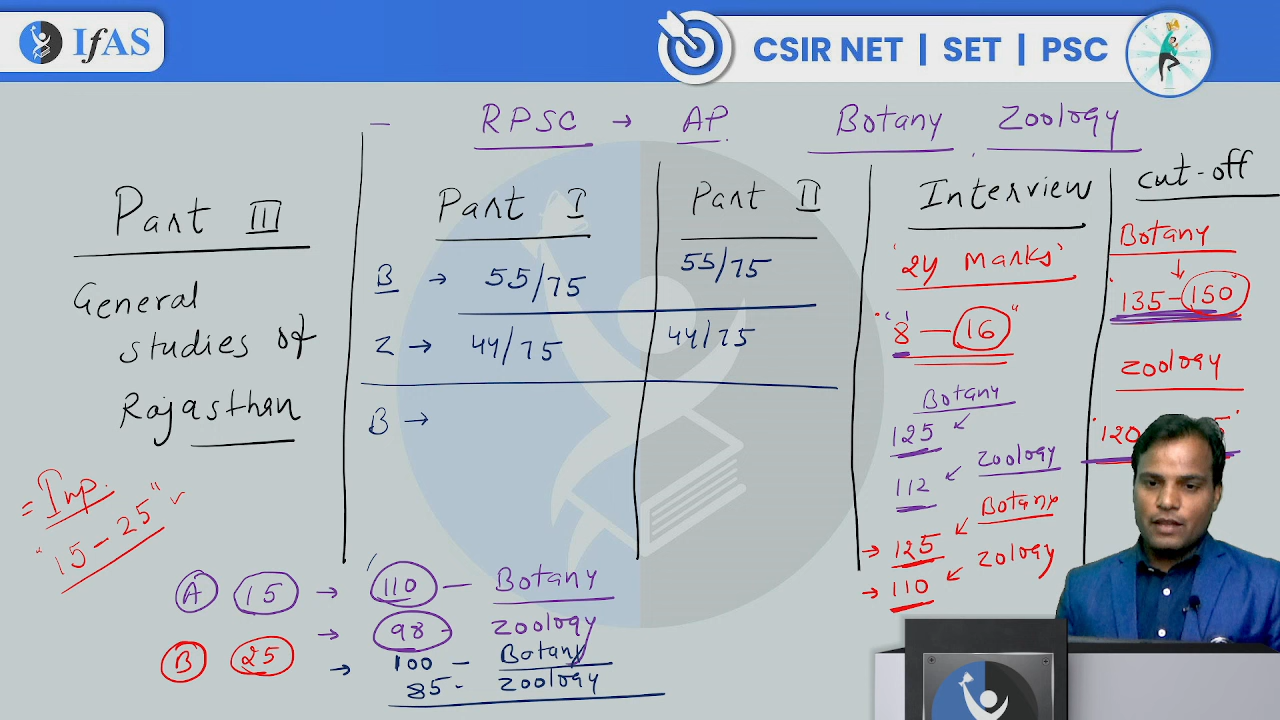 IfAS
CSIR NET | SET | PSC
– RPSC → AP Botany, Zoology
Part III
General
studies of
Rajasthan
= Imp.
"15 – 25" ✓
Part I
Part II
B → 55/75
55/75
Z → 44/75
44/75
B →
Interview
'24 Marks'
"8 – 16"
Botany
125 ↙
112 ↙ Zoology
→ 125 ↙ Botany
→ 110 ↙ Zology
cut-off
Botany
↓
"135–150"
Zoology
"120
A 15 → 110 – Botany
→ 98 – Zoology
B 25 → 100 – Botany
85 – Zoology